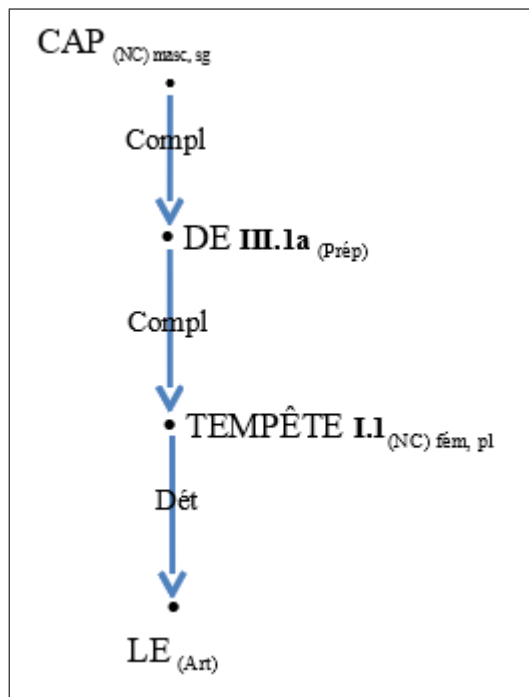 CAP (NC) masc, sg
Compl
DE III.1a (Prép)
Compl
TEMPÊTE I.1 (NC) fém, pl
Dét
LE (Art)